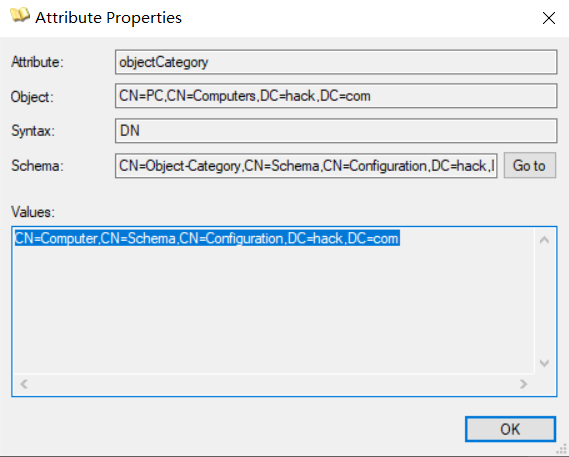 Attribute Properties
Attribute: objectCategory
Object: CN=PC,CN=Computers,DC=hack,DC=com
Syntax: DN
Schema: CN=Object-Category,CN=Schema,CN=Configuration,DC=hack, Go to
Values:
CN=Computer,CN=Schema,CN=Configuration,DC=hack,DC=com
OK